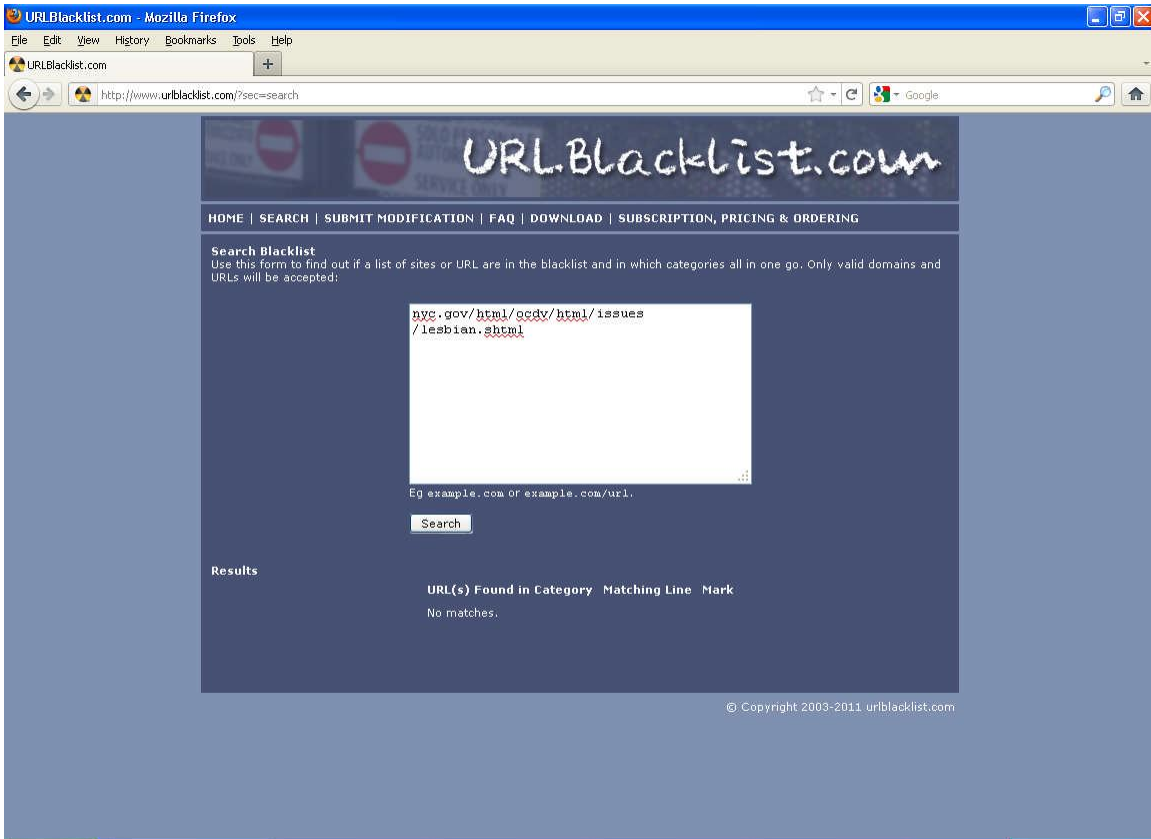 URLBlacklist.com - Mozilla Firefox
File Edit View History Bookmarks Tools Help
URLBlacklist.com
http://www.urlblacklist.com/?sec=search
Google
URLBlacklist.com
HOME | SEARCH | SUBMIT MODIFICATION | FAQ | DOWNLOAD | SUBSCRIPTION, PRICING & ORDERING
Search Blacklist
Use this form to find out if a list of sites or URL are in the blacklist and in which categories all in one go. Only valid domains and
URLs will be accepted:
nyc.gov/html/ocdv/html/issues
/lesbian.shtml
Eg example.com or example.com/url.
Search
Results
URL(s) Found in Category Matching Line Mark
No matches.
© Copyright 2003-2011 urlblacklist.com